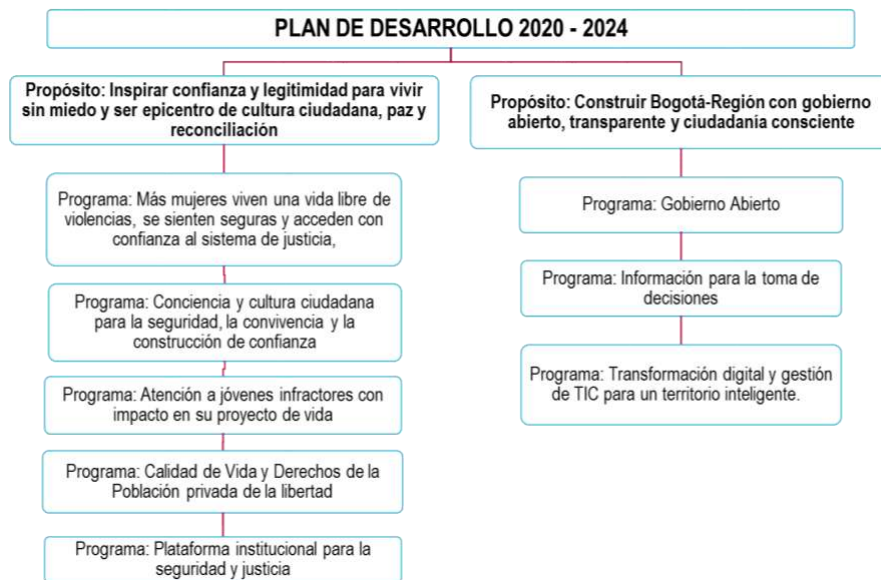 PLAN DE DESARROLLO 2020 - 2024
Propósito: Inspirar confianza y legitimidad para vivir
sin miedo y ser epicentro de cultura ciudadana, paz y
reconciliación
Programa: Más mujeres viven una vida libre de
violencias, se sienten seguras y acceden con
confianza al sistema de justicia,
Programa: Conciencia y cultura ciudadana
para la seguridad, la convivencia y la
construcción de confianza
Programa: Atención a jóvenes infractores con
impacto en su proyecto de vida
Programa: Calidad de Vida y Derechos de la
Población privada de la libertad
Programa: Plataforma institucional para la
seguridad y justicia
Propósito: Construir Bogotá-Región con gobierno
abierto, transparente y ciudadanía consciente
Programa: Gobierno Abierto
Programa: Información para la toma de
decisiones
Programa: Transformación digital y gestión
de TIC para un territorio inteligente.